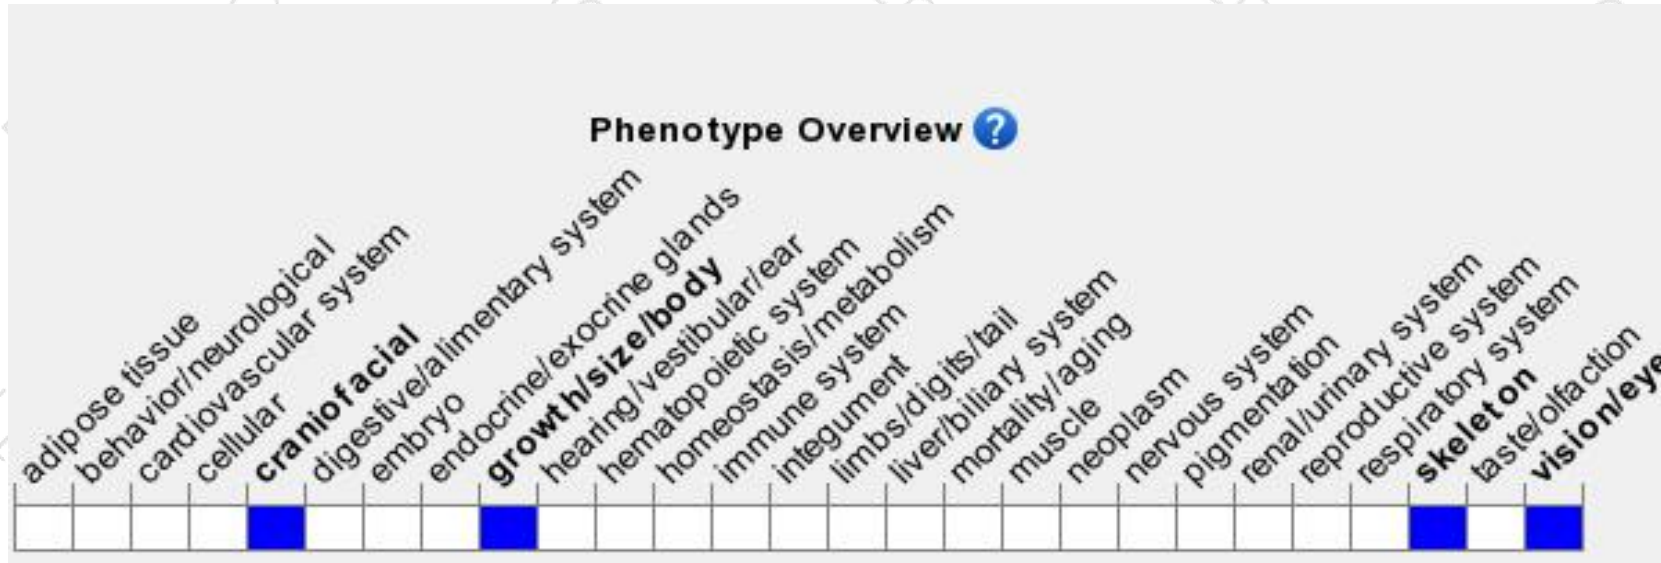 Phenotype Overview ?
adipose tissue
behavior/neurological
cardiovascular system
cellular
craniofacial
digestive/alimentary system
embryo
endocrine/exocrine glands
growth/size/body
hearing/vestibular/ear
hematopoietic system
homeostasis/metabolism
immune system
integument
limbs/digits/tail
liver/biliary system
mortality/aging
muscle
neoplasm
nervous system
pigmentation
renal/urinary system
reproductive system
respiratory system
skeleton
taste/olfaction
vision/eye